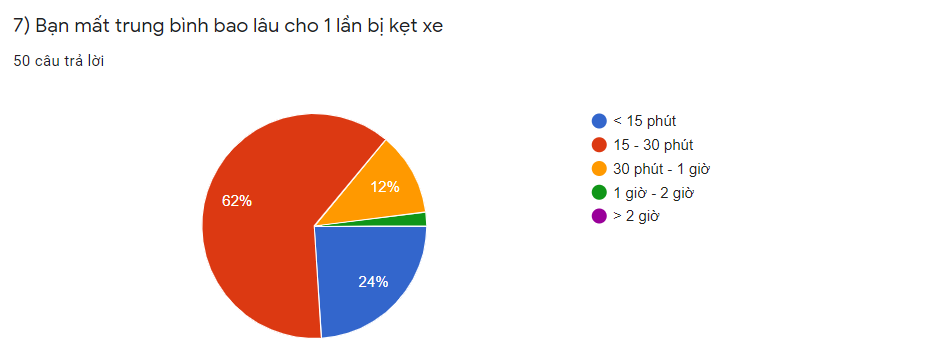 7) Bạn mất trung bình bao lâu cho 1 lần bị kẹt xe
50 câu trả lời
< 15 phút
15 - 30 phút
30 phút - 1 giờ
1 giờ - 2 giờ
> 2 giờ
62%
12%
24%